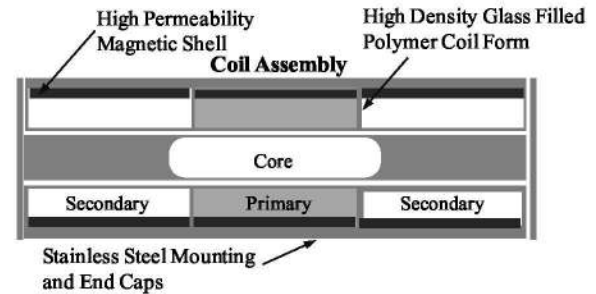 High Permeability
Magnetic Shell
High Density Glass Filled
Polymer Coil Form
Coil Assembly
Core
Secondary
Primary
Secondary
Stainless Steel Mounting
and End Caps